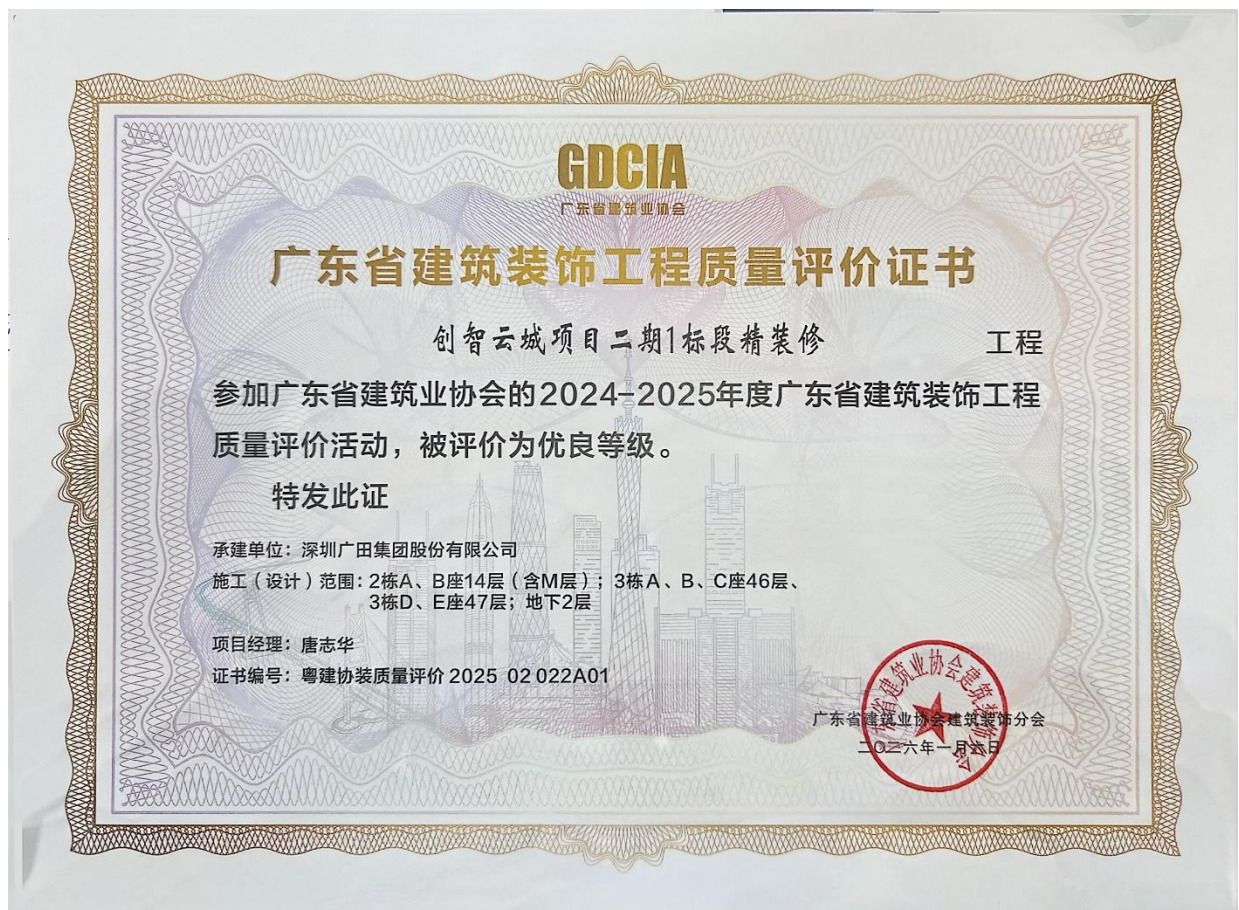 GDCIA
广东省建筑业协会
广东省建筑装饰工程质量评价证书
创智云城项目二期1标段精装修 工程
参加广东省建筑业协会的2024-2025年度广东省建筑装饰工程
质量评价活动，被评价为优良等级。
特发此证
承建单位：深圳广田集团股份有限公司
施工（设计）范围：2栋A、B座14层（含M层）；3栋A、B、C座46层、
3栋D、E座47层；地下2层
项目经理：唐志华
证书编号：粤建协装质量评价 2025 02 022A01
广东省建筑业协会建筑装饰分会
二〇二六年一月 日